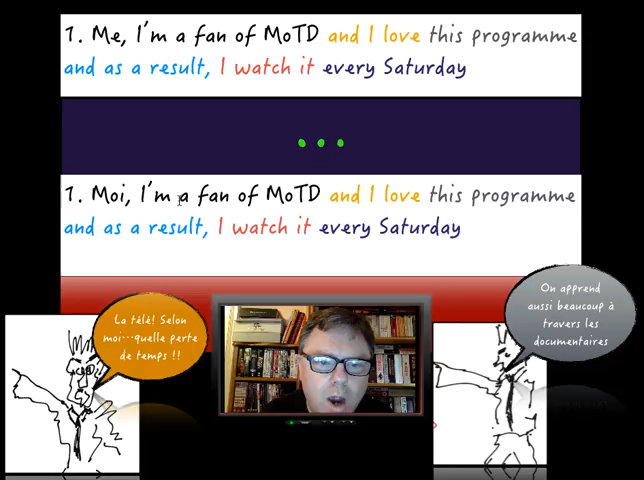 1. Me, I'm a fan of MoTD and I love this programme
and as a result, I watch it every Saturday
...
1. Moi, I'm a fan of MoTD and I love this programme
and as a result, I watch it every Saturday
La télé! Selon
moi...quelle perte
de temps !!
On apprend
aussi beaucoup à
travers les
documentaires